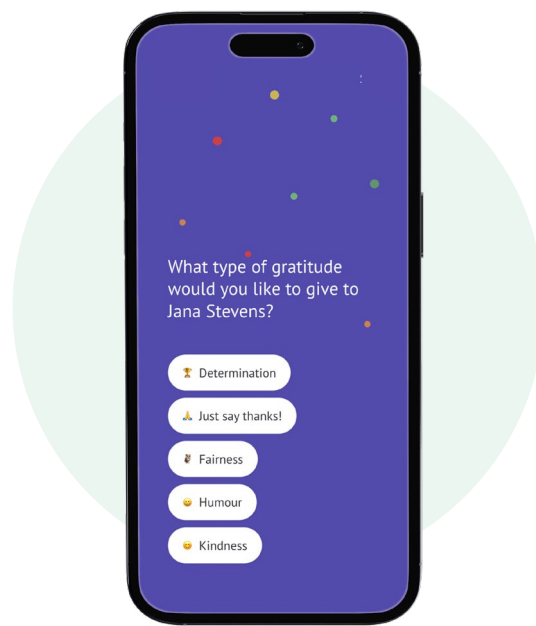 What type of gratitude
would you like to give to
Jana Stevens?
Determination
Just say thanks!
Fairness
Humour
Kindness